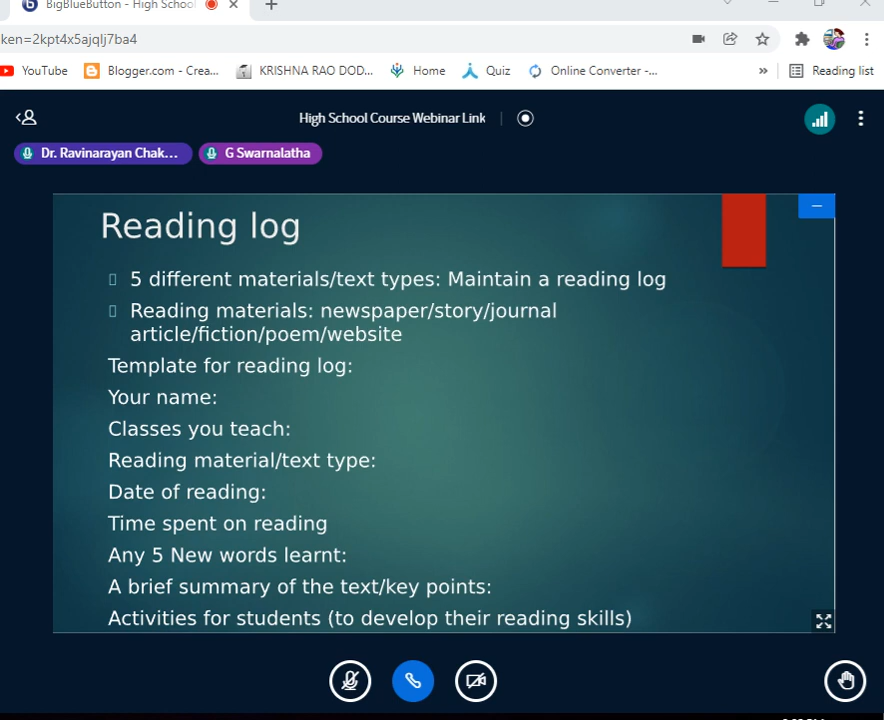 BigBlueButton - High School
ken=2kpt4x5ajqlj7ba4
YouTube Blogger.com - Crea... KRISHNA RAO DOD... Home Quiz Online Converter -... » Reading list
High School Course Webinar Link
Dr. Ravinarayan Chak... G Swarnalatha
Reading log
5 different materials/text types: Maintain a reading log
Reading materials: newspaper/story/journal
article/fiction/poem/website
Template for reading log:
Your name:
Classes you teach:
Reading material/text type:
Date of reading:
Time spent on reading
Any 5 New words learnt:
A brief summary of the text/key points:
Activities for students (to develop their reading skills)